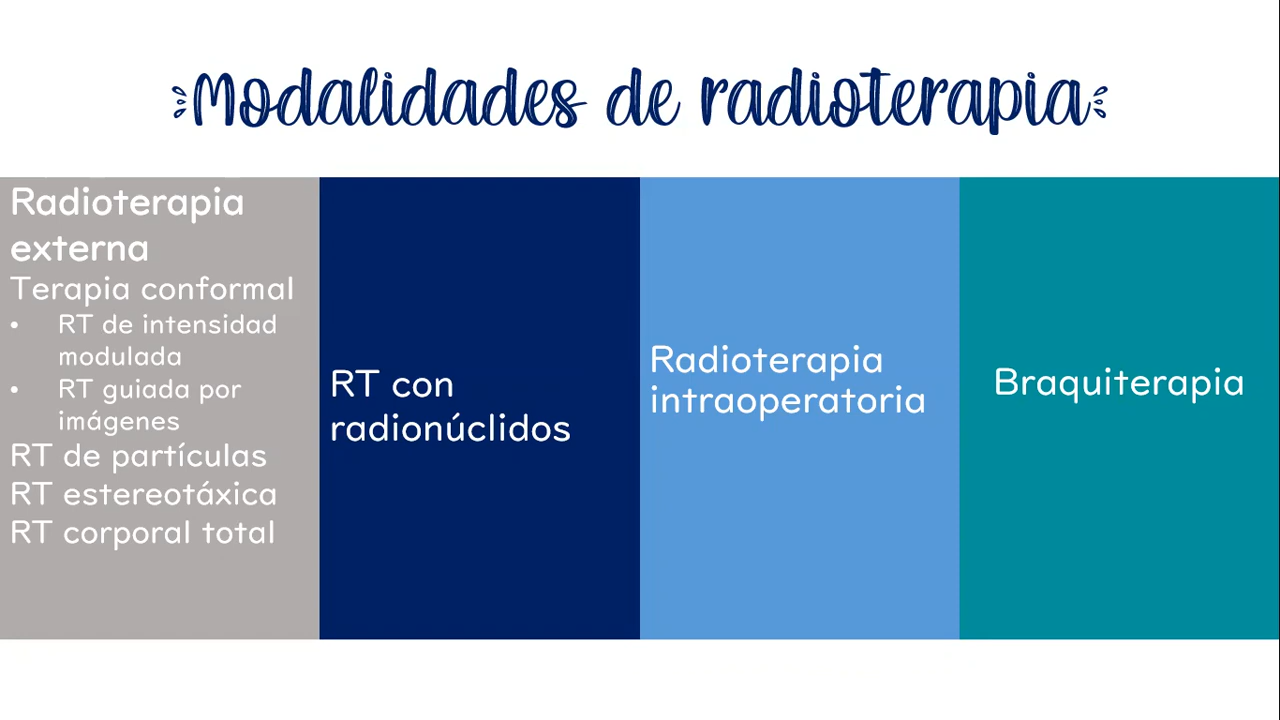 Modalidades de radioterapia
Radioterapia
externa
Terapia conformal
• RT de intensidad
modulada
• RT guiada por
imágenes
RT de partículas
RT estereotáxica
RT corporal total
RT con
radionúclidos
Radioterapia
intraoperatoria
Braquiterapia